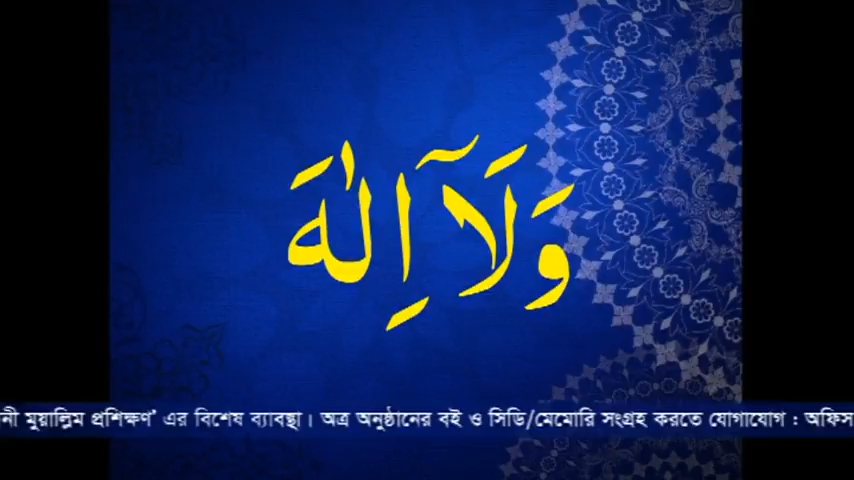 وَلَآ اِلٰهَ
নী মুয়াল্লিম প্রশিক্ষণ' এর বিশেষ ব্যাবস্থা। অত্র অনুষ্ঠানের বই ও সিডি/মেমোরি সংগ্রহ করতে যোগাযোগ : অফিস